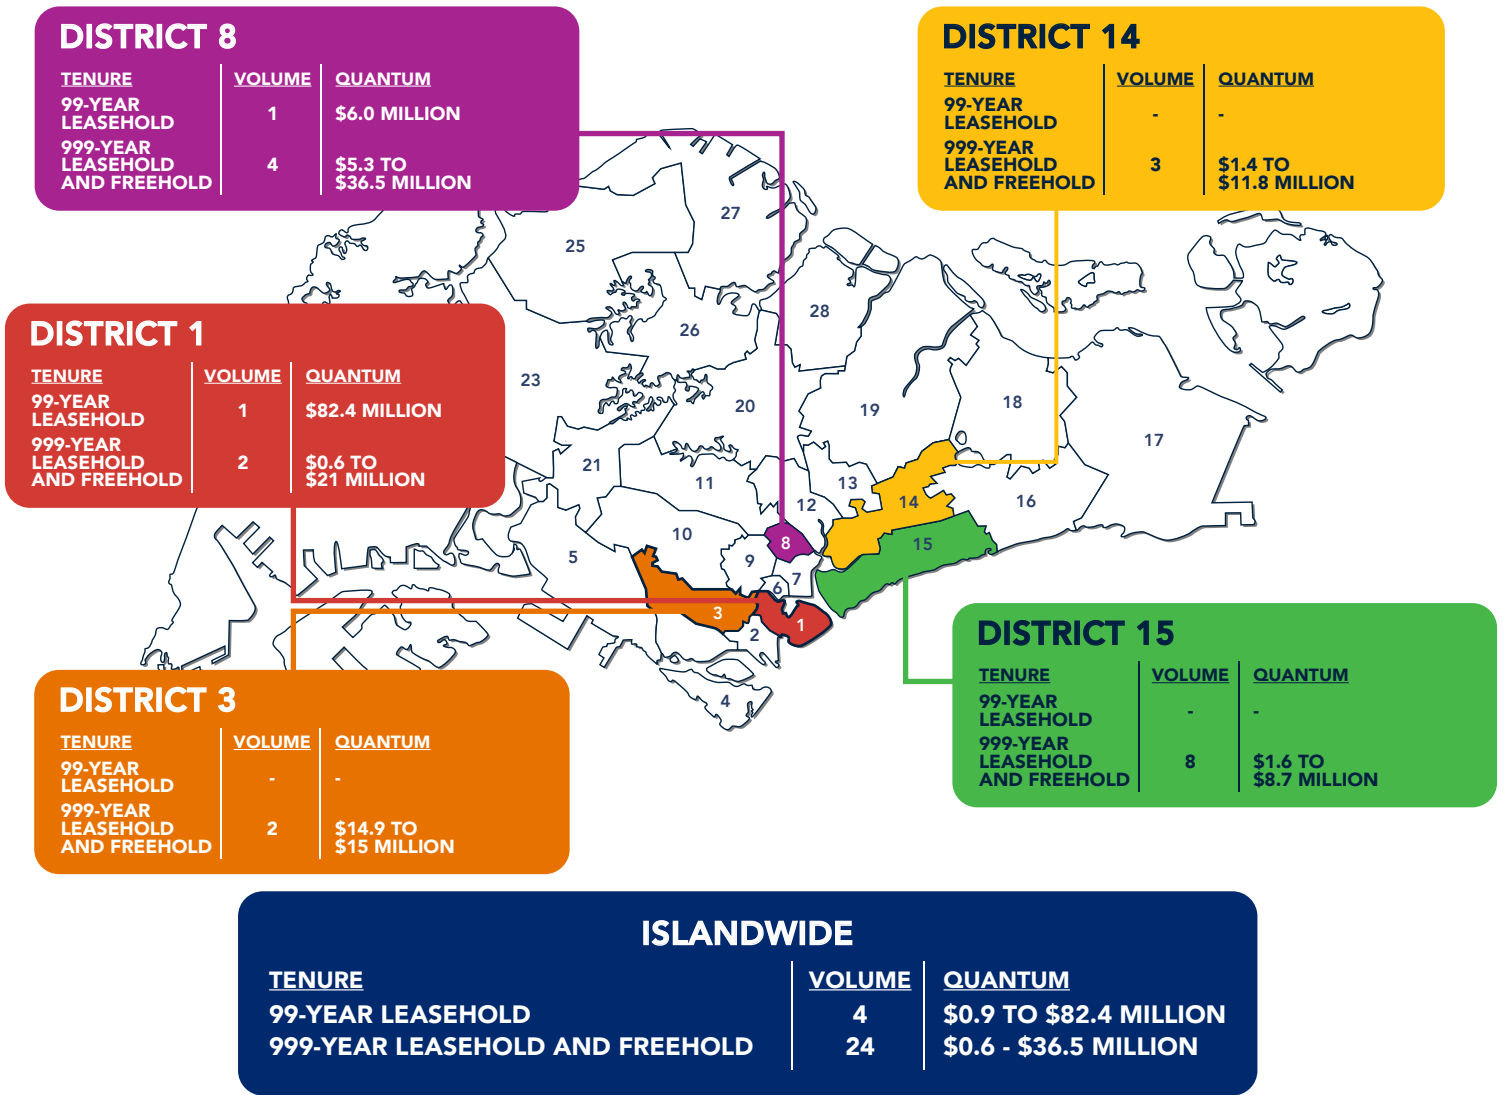 DISTRICT 8
TENURE VOLUME QUANTUM
99-YEAR
LEASEHOLD 1 $6.0 MILLION
999-YEAR
LEASEHOLD 4 $5.3 TO
AND FREEHOLD $36.5 MILLION
DISTRICT 14
TENURE VOLUME QUANTUM
99-YEAR
LEASEHOLD - -
999-YEAR
LEASEHOLD 3 $1.4 TO
AND FREEHOLD $11.8 MILLION
DISTRICT 1
TENURE VOLUME QUANTUM
99-YEAR
LEASEHOLD 1 $82.4 MILLION
999-YEAR
LEASEHOLD 2 $0.6 TO
AND FREEHOLD $21 MILLION
27
25
28
26
23
20
19
18
17
21
11
13
12
14
16
10
8
15
5
9
7
6
3
1
2
4
DISTRICT 3
TENURE VOLUME QUANTUM
99-YEAR
LEASEHOLD - -
999-YEAR
LEASEHOLD 2 $14.9 TO
AND FREEHOLD $15 MILLION
DISTRICT 15
TENURE VOLUME QUANTUM
99-YEAR
LEASEHOLD - -
999-YEAR
LEASEHOLD 8 $1.6 TO
AND FREEHOLD $8.7 MILLION
ISLANDWIDE
TENURE VOLUME QUANTUM
99-YEAR LEASEHOLD 4 $0.9 TO $82.4 MILLION
999-YEAR LEASEHOLD AND FREEHOLD 24 $0.6 - $36.5 MILLION